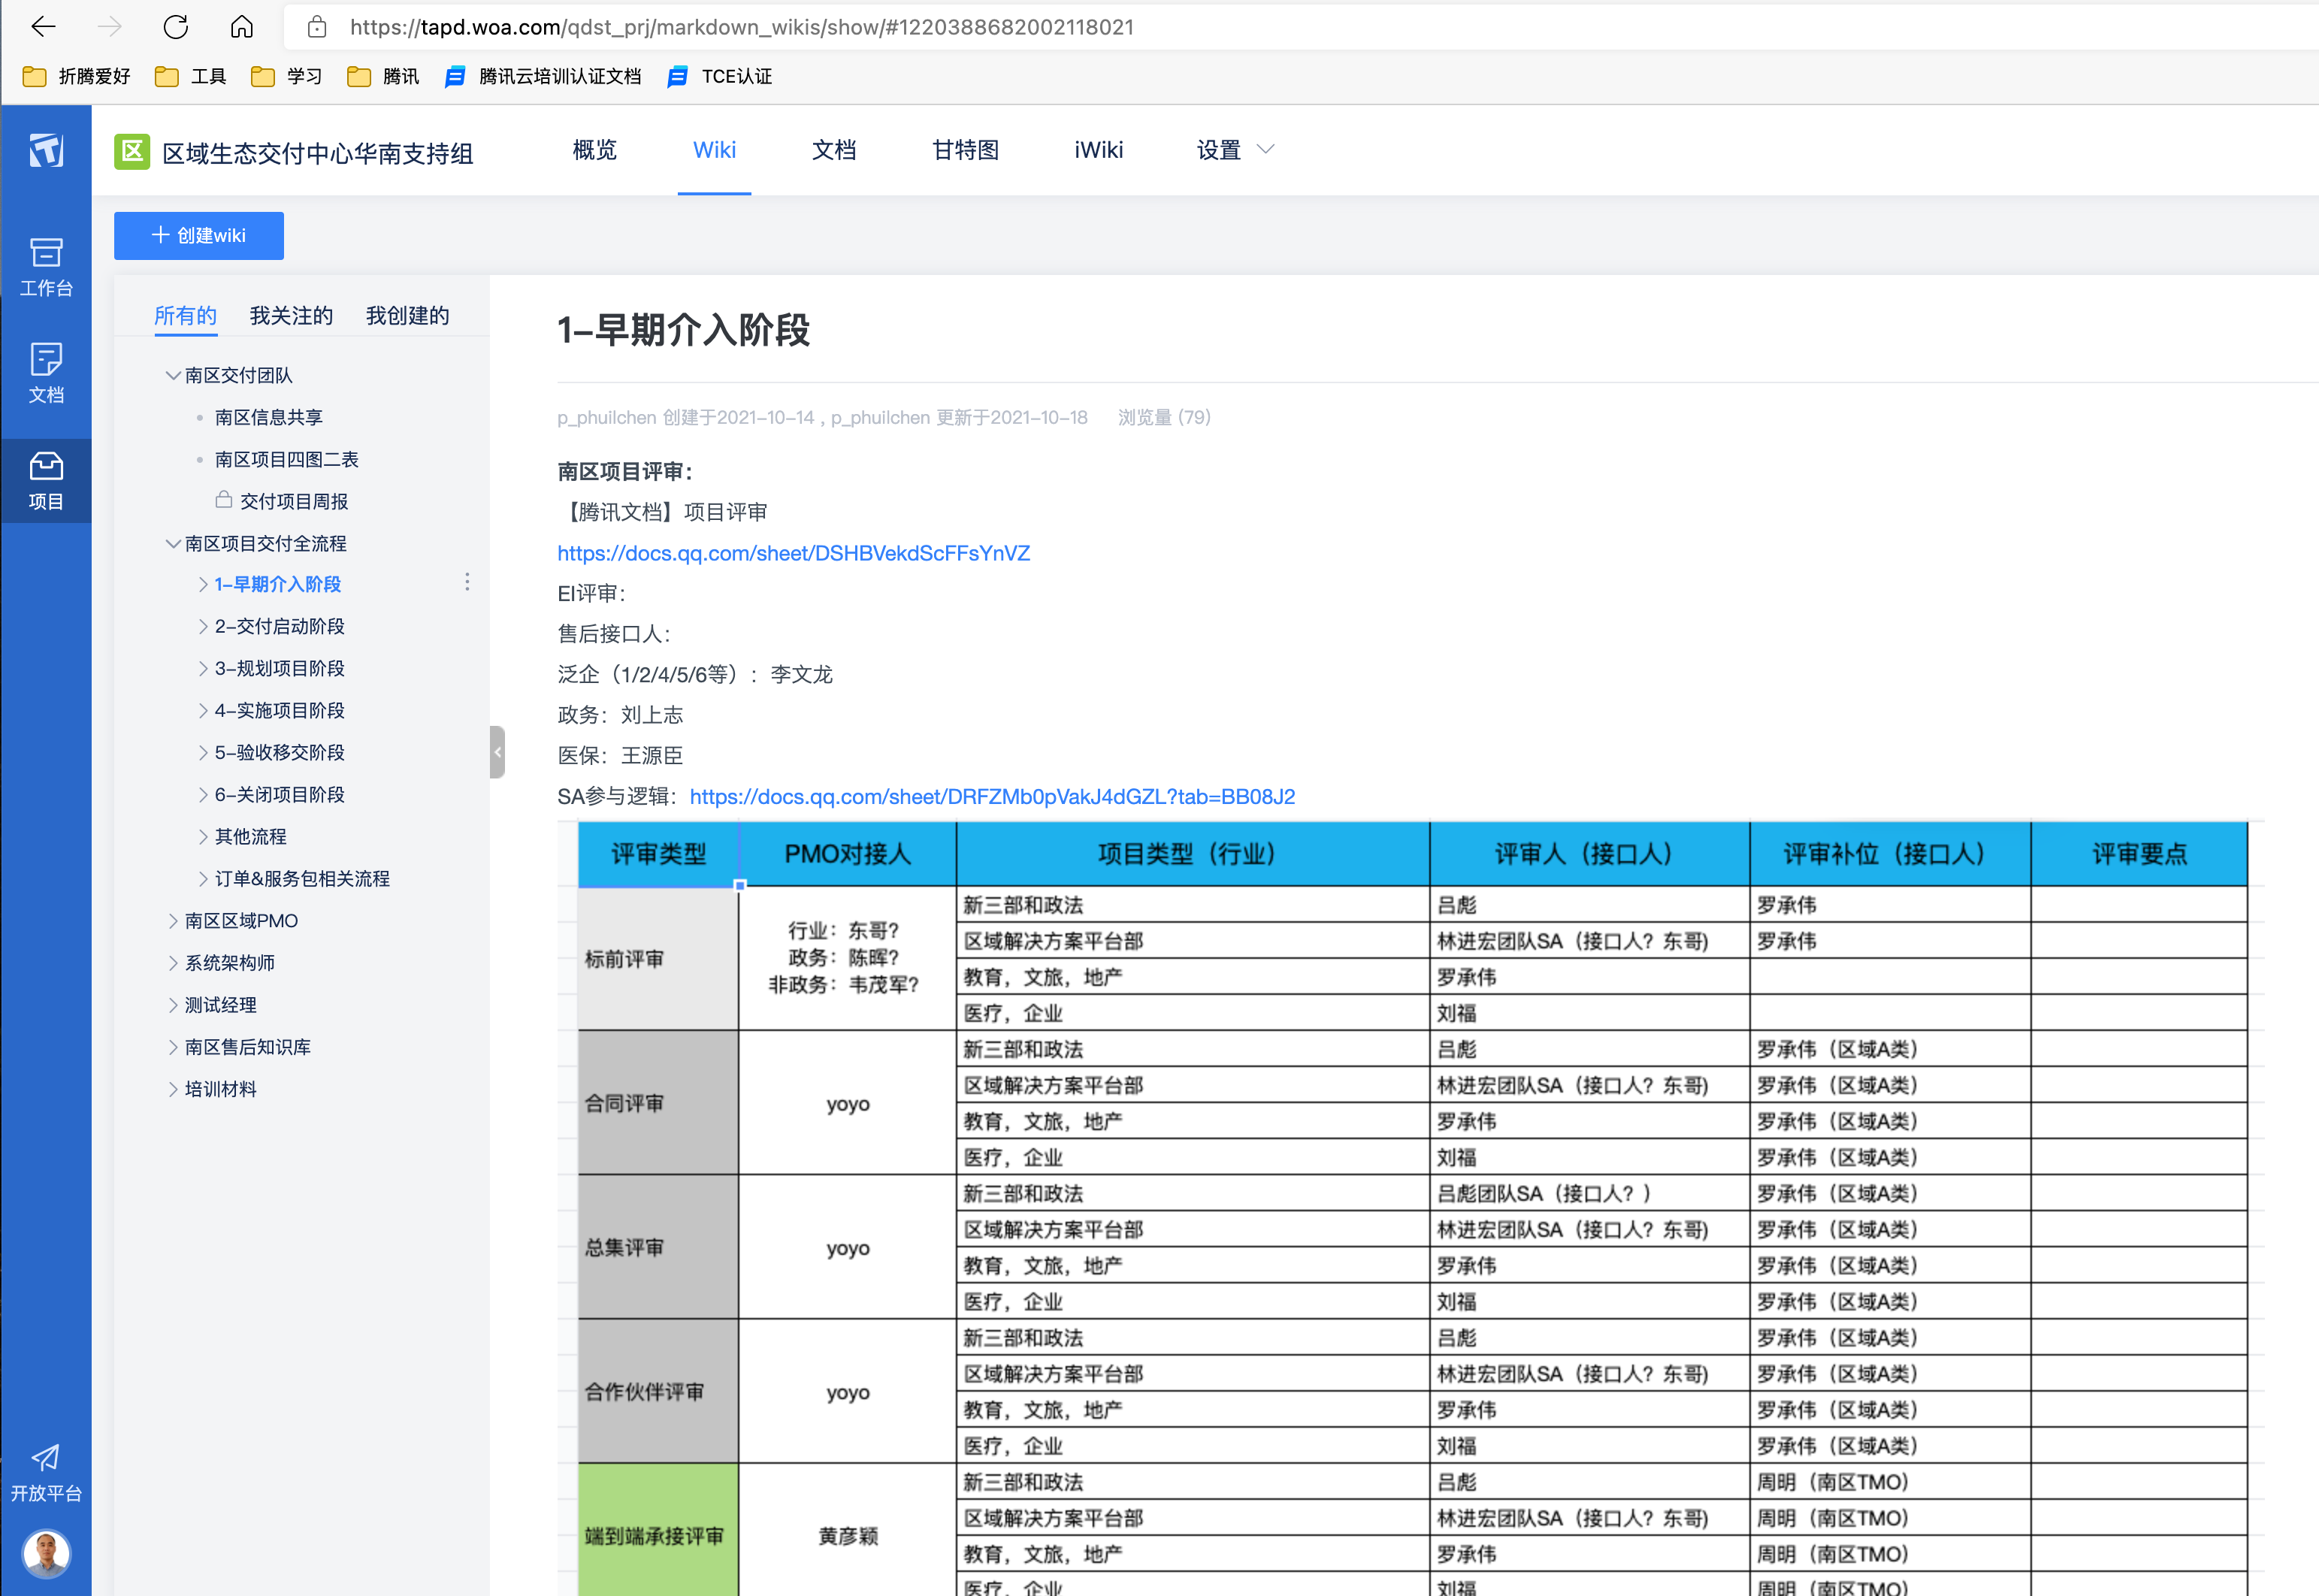 https://tapd.woa.com/qdst_prj/markdown_wikis/show/#1220388682002118021
折腾爱好 工具 学习 腾讯 腾讯云培训认证文档 TCE认证
区 区域生态交付中心华南支持组 概览 Wiki 文档 甘特图 iWiki 设置
创建wiki
工作台
文档
项目
开放平台
所有的 我关注的 我创建的
南区交付团队
南区信息共享
南区项目四图二表
交付项目周报
南区项目交付全流程
1-早期介入阶段
2-交付启动阶段
3-规划项目阶段
4-实施项目阶段
5-验收移交阶段
6-关闭项目阶段
其他流程
订单&服务包相关流程
南区区域PMO
系统架构师
测试经理
南区售后知识库
培训材料
1-早期介入阶段
p_phuilchen 创建于2021-10-14 , p_phuilchen 更新于2021-10-18 浏览量 (79)
南区项目评审：
【腾讯文档】项目评审
https://docs.qq.com/sheet/DSHBVekdScFFsYnVZ
EI评审：
售后接口人：
泛企（1/2/4/5/6等）：李文龙
政务：刘上志
医保：王源臣
SA参与逻辑：https://docs.qq.com/sheet/DRFZMb0pVakJ4dGZL?tab=BB08J2
评审类型 PMO对接人 项目类型（行业） 评审人（接口人） 评审补位（接口人） 评审要点
标前评审
行业：东哥？
政务：陈晖？
非政务：韦茂军？
新三部和政法 吕彪 罗承伟
区域解决方案平台部 林进宏团队SA（接口人？东哥） 罗承伟
教育，文旅，地产 罗承伟
医疗，企业 刘福
合同评审 yoyo
新三部和政法 吕彪 罗承伟（区域A类）
区域解决方案平台部 林进宏团队SA（接口人？东哥） 罗承伟（区域A类）
教育，文旅，地产 罗承伟 罗承伟（区域A类）
医疗，企业 刘福 罗承伟（区域A类）
总集评审 yoyo
新三部和政法 吕彪团队SA（接口人？） 罗承伟（区域A类）
区域解决方案平台部 林进宏团队SA（接口人？东哥） 罗承伟（区域A类）
教育，文旅，地产 罗承伟 罗承伟（区域A类）
医疗，企业 刘福 罗承伟（区域A类）
合作伙伴评审 yoyo
新三部和政法 吕彪 罗承伟（区域A类）
区域解决方案平台部 林进宏团队SA（接口人？东哥） 罗承伟（区域A类）
教育，文旅，地产 罗承伟 罗承伟（区域A类）
医疗，企业 刘福 罗承伟（区域A类）
端到端承接评审 黄彦颖
新三部和政法 吕彪 周明（南区TMO）
区域解决方案平台部 林进宏团队SA（接口人？东哥） 周明（南区TMO）
教育，文旅，地产 罗承伟 周明（南区TMO）
医疗，企业 刘福 周明（南区TMO）